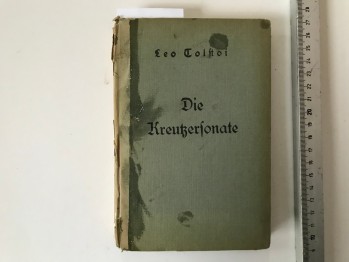 Leo Tolſtoi
Die
Kreutzerſonate